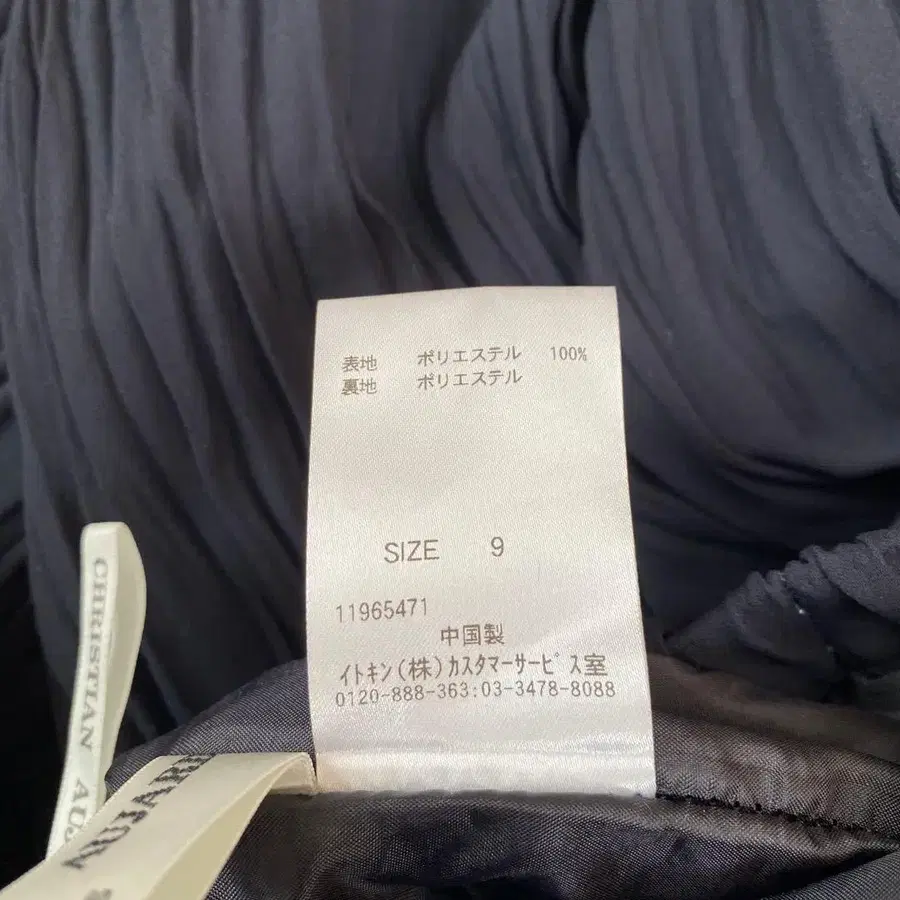 表地 ポリエステル 100%
裏地 ポリエステル
SIZE 9
11965471
中国製
イトキン(株)カスタマーサービス室
0120-888-363:03-3478-8088
CHRISTIAN